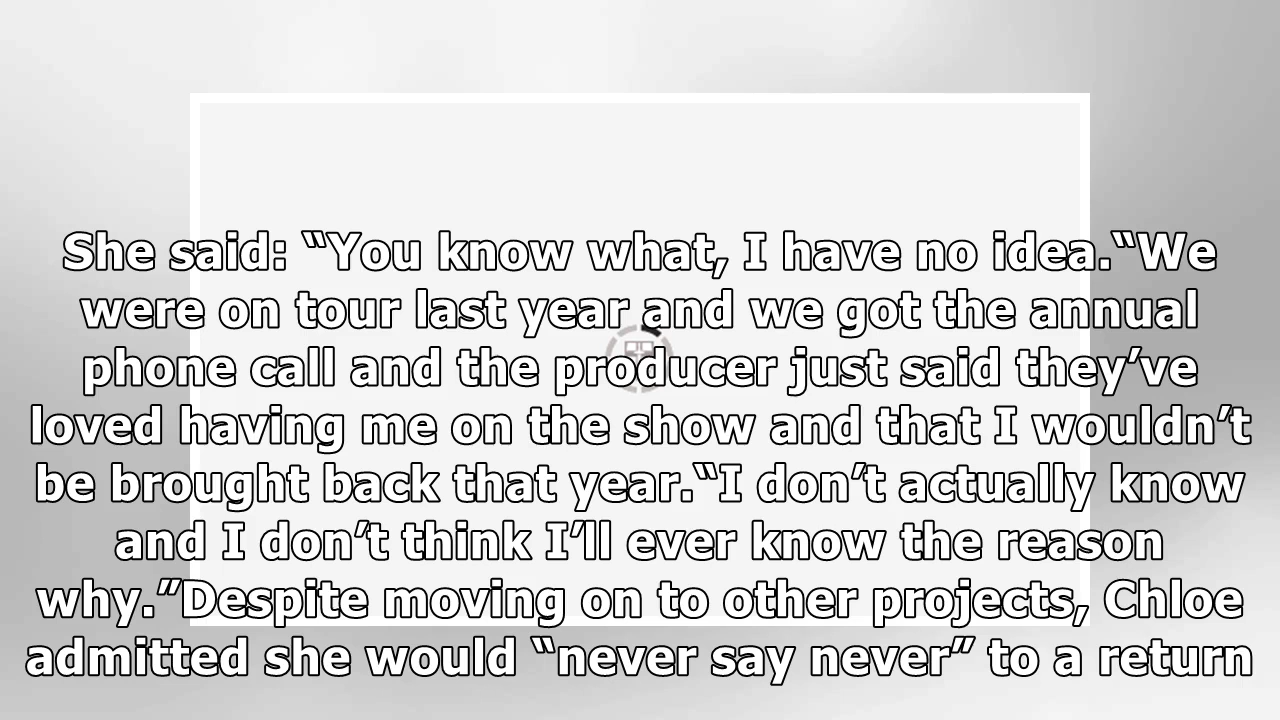 She said: “You know what, I have no idea.“We
were on tour last year and we got the annual
phone call and the producer just said they’ve
loved having me on the show and that I wouldn’t
be brought back that year.“I don’t actually know
and I don’t think I’ll ever know the reason
why.”Despite moving on to other projects, Chloe
admitted she would “never say never” to a return